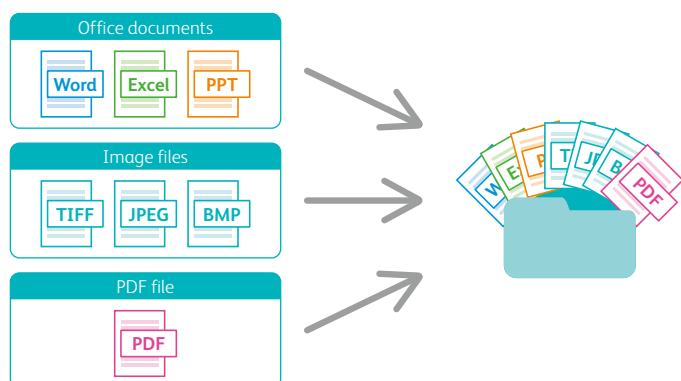 Office documents
Word Excel PPT
Image files
TIFF JPEG BMP
PDF file
PDF
PDF